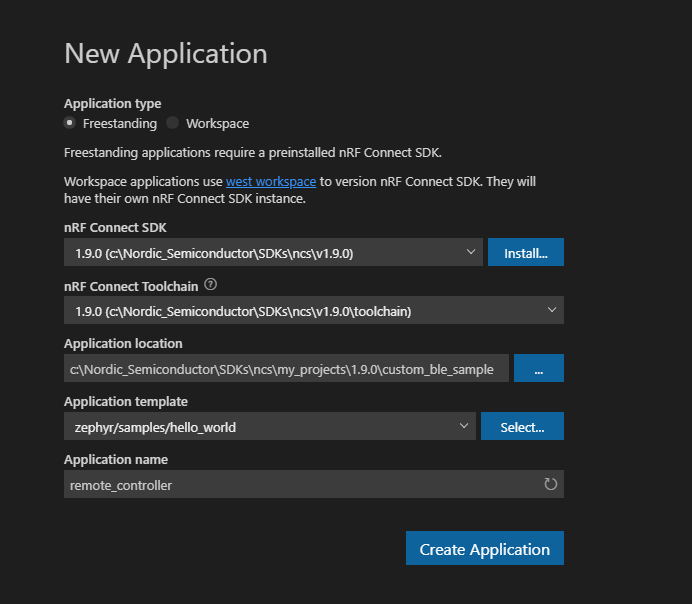 New Application
Application type
Freestanding Workspace
Freestanding applications require a preinstalled nRF Connect SDK.
Workspace applications use west workspace to version nRF Connect SDK. They will
have their own nRF Connect SDK instance.
nRF Connect SDK
1.9.0 (c:\Nordic_Semiconductor\SDKs\ncs\v1.9.0) Install...
nRF Connect Toolchain ?
1.9.0 (c:\Nordic_Semiconductor\SDKs\ncs\v1.9.0\toolchain)
Application location
c:\Nordic_Semiconductor\SDKs\ncs\my_projects\1.9.0\custom_ble_sample ...
Application template
zephyr/samples/hello_world Select...
Application name
remote_controller
Create Application